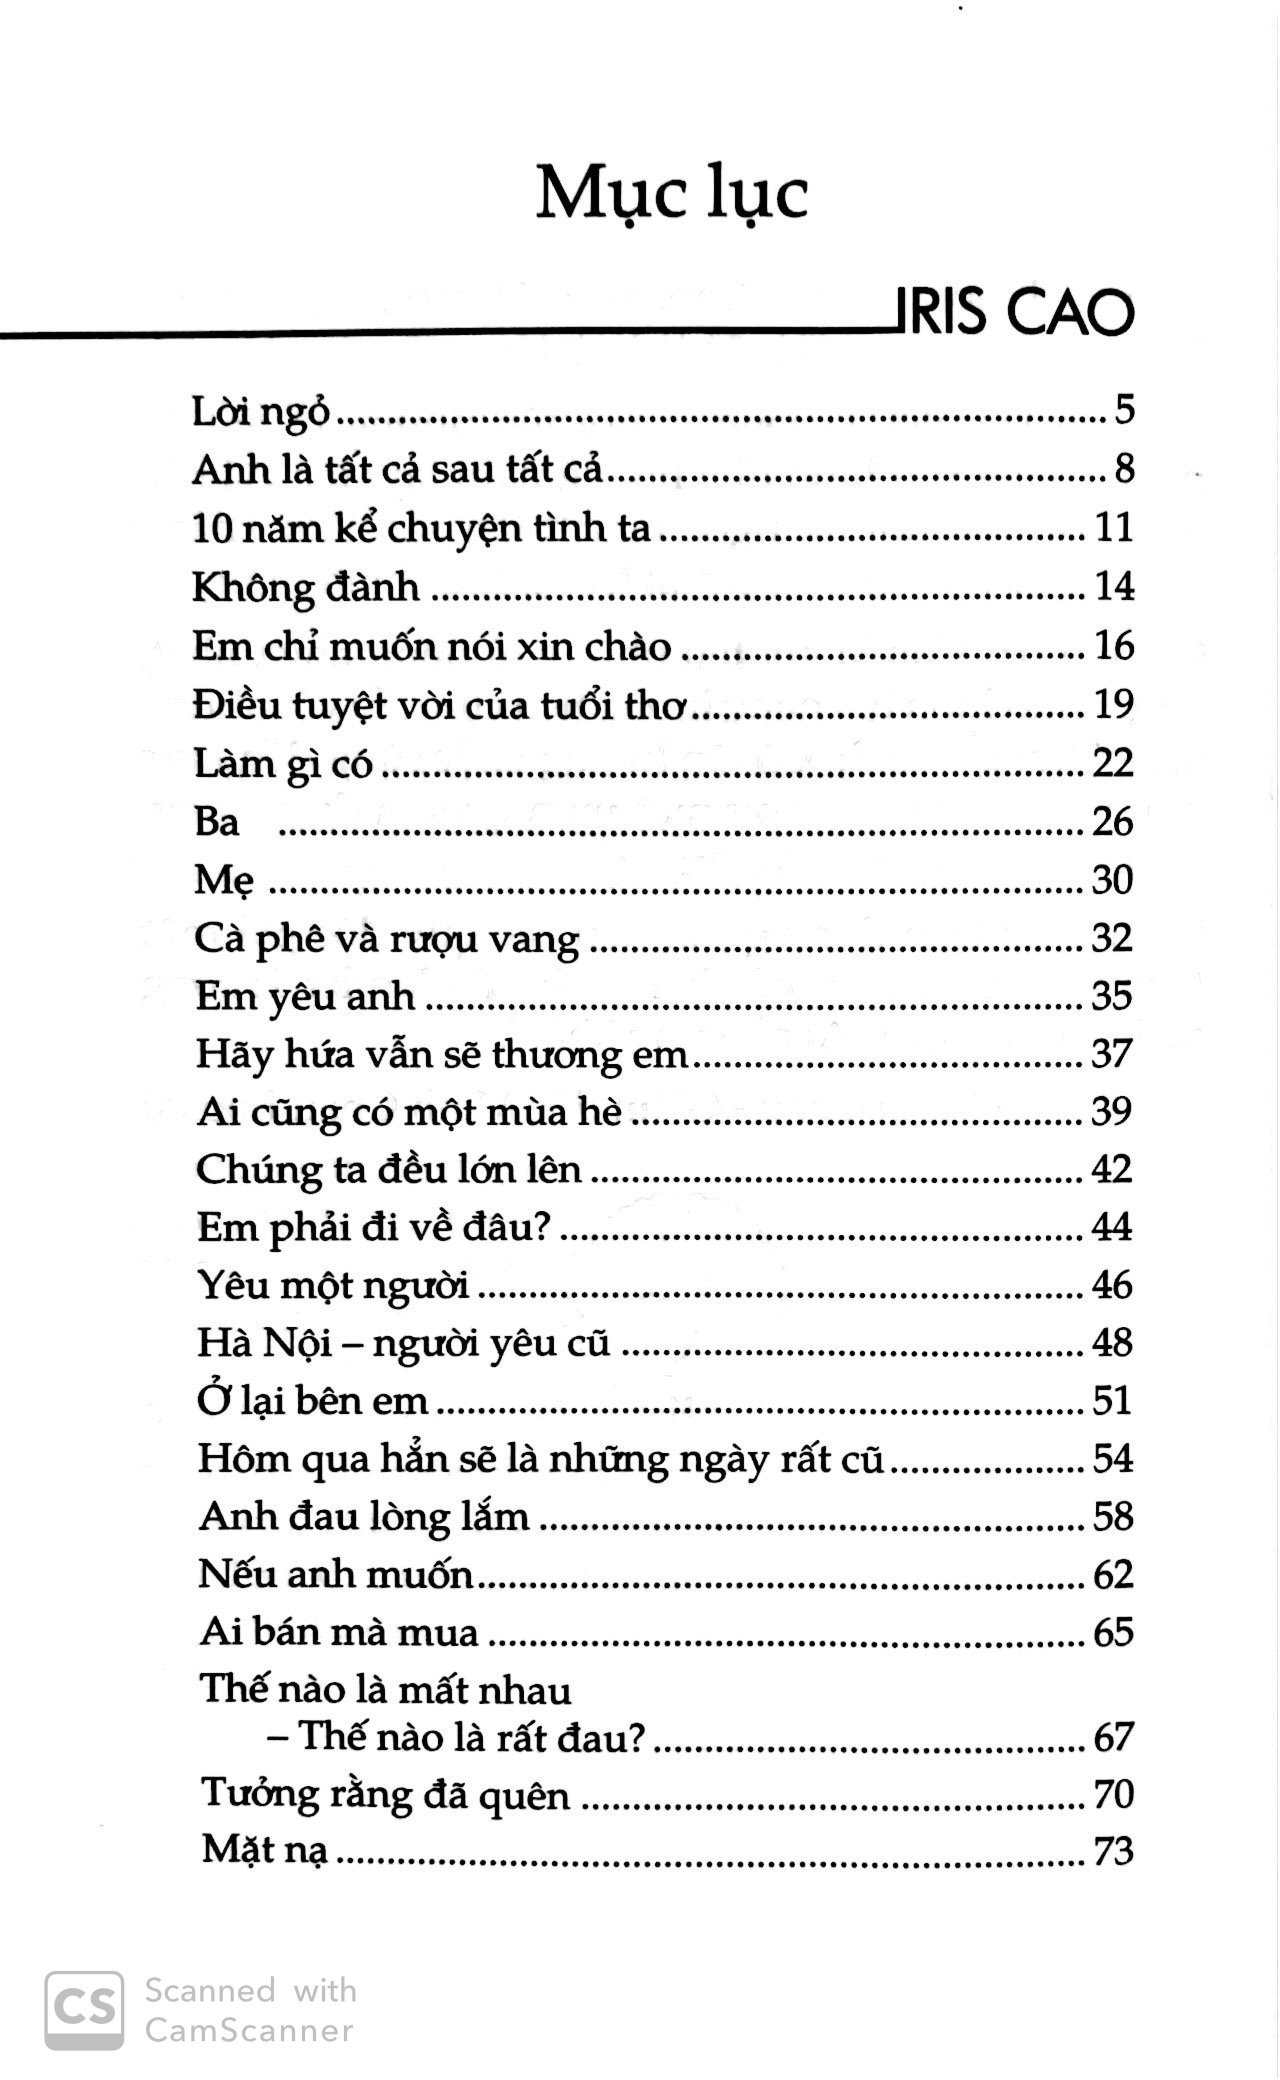 Mục lục
IRIS CAO
Lời ngỏ........................................................................... 5
Anh là tất cả sau tất cả................................................ 8
10 năm kể chuyện tình ta ......................................... 11
Không đành ............................................................... 14
Em chỉ muốn nói xin chào ....................................... 16
Điều tuyệt vời của tuổi thơ...................................... 19
Làm gì có .................................................................... 22
Ba .............................................................................. 26
Mẹ ............................................................................... 30
Cà phê và rượu vang ................................................ 32
Em yêu anh ................................................................ 35
Hãy hứa vẫn sẽ thương em...................................... 37
Ai cũng có một mùa hè ............................................ 39
Chúng ta đều lớn lên ................................................ 42
Em phải đi về đâu? ................................................... 44
Yêu một người ........................................................... 46
Hà Nội – người yêu cũ ............................................. 48
Ở lại bên em ............................................................... 51
Hôm qua hẳn sẽ là những ngày rất cũ................... 54
Anh đau lòng lắm ..................................................... 58
Nếu anh muốn........................................................... 62
Ai bán mà mua .......................................................... 65
Thế nào là mất nhau
– Thế nào là rất đau? .......................................... 67
Tưởng rằng đã quên ................................................. 70
Mặt nạ ......................................................................... 73
CS Scanned with
CamScanner